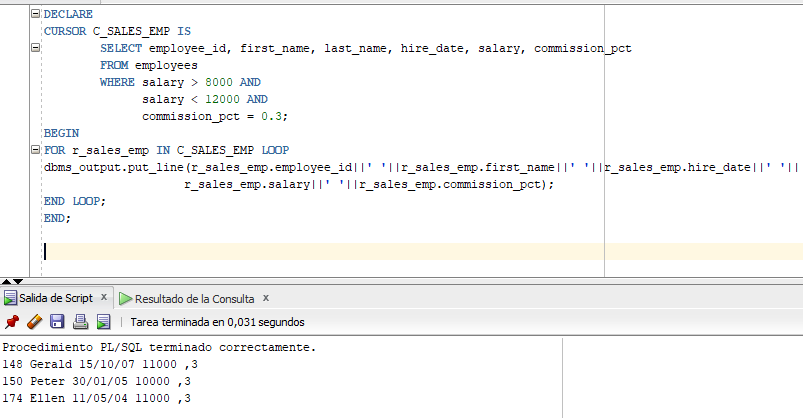 DECLARE
CURSOR C_SALES_EMP IS
SELECT employee_id, first_name, last_name, hire_date, salary, commission_pct
FROM employees
WHERE salary > 8000 AND
salary < 12000 AND
commission_pct = 0.3;
BEGIN
FOR r_sales_emp IN C_SALES_EMP LOOP
dbms_output.put_line(r_sales_emp.employee_id||' '||r_sales_emp.first_name||' '||r_sales_emp.hire_date||' '||
r_sales_emp.salary||' '||r_sales_emp.commission_pct);
END LOOP;
END;
Salida de Script x Resultado de la Consulta x
Tarea terminada en 0,031 segundos
Procedimiento PL/SQL terminado correctamente.
148 Gerald 15/10/07 11000 ,3
150 Peter 30/01/05 10000 ,3
174 Ellen 11/05/04 11000 ,3